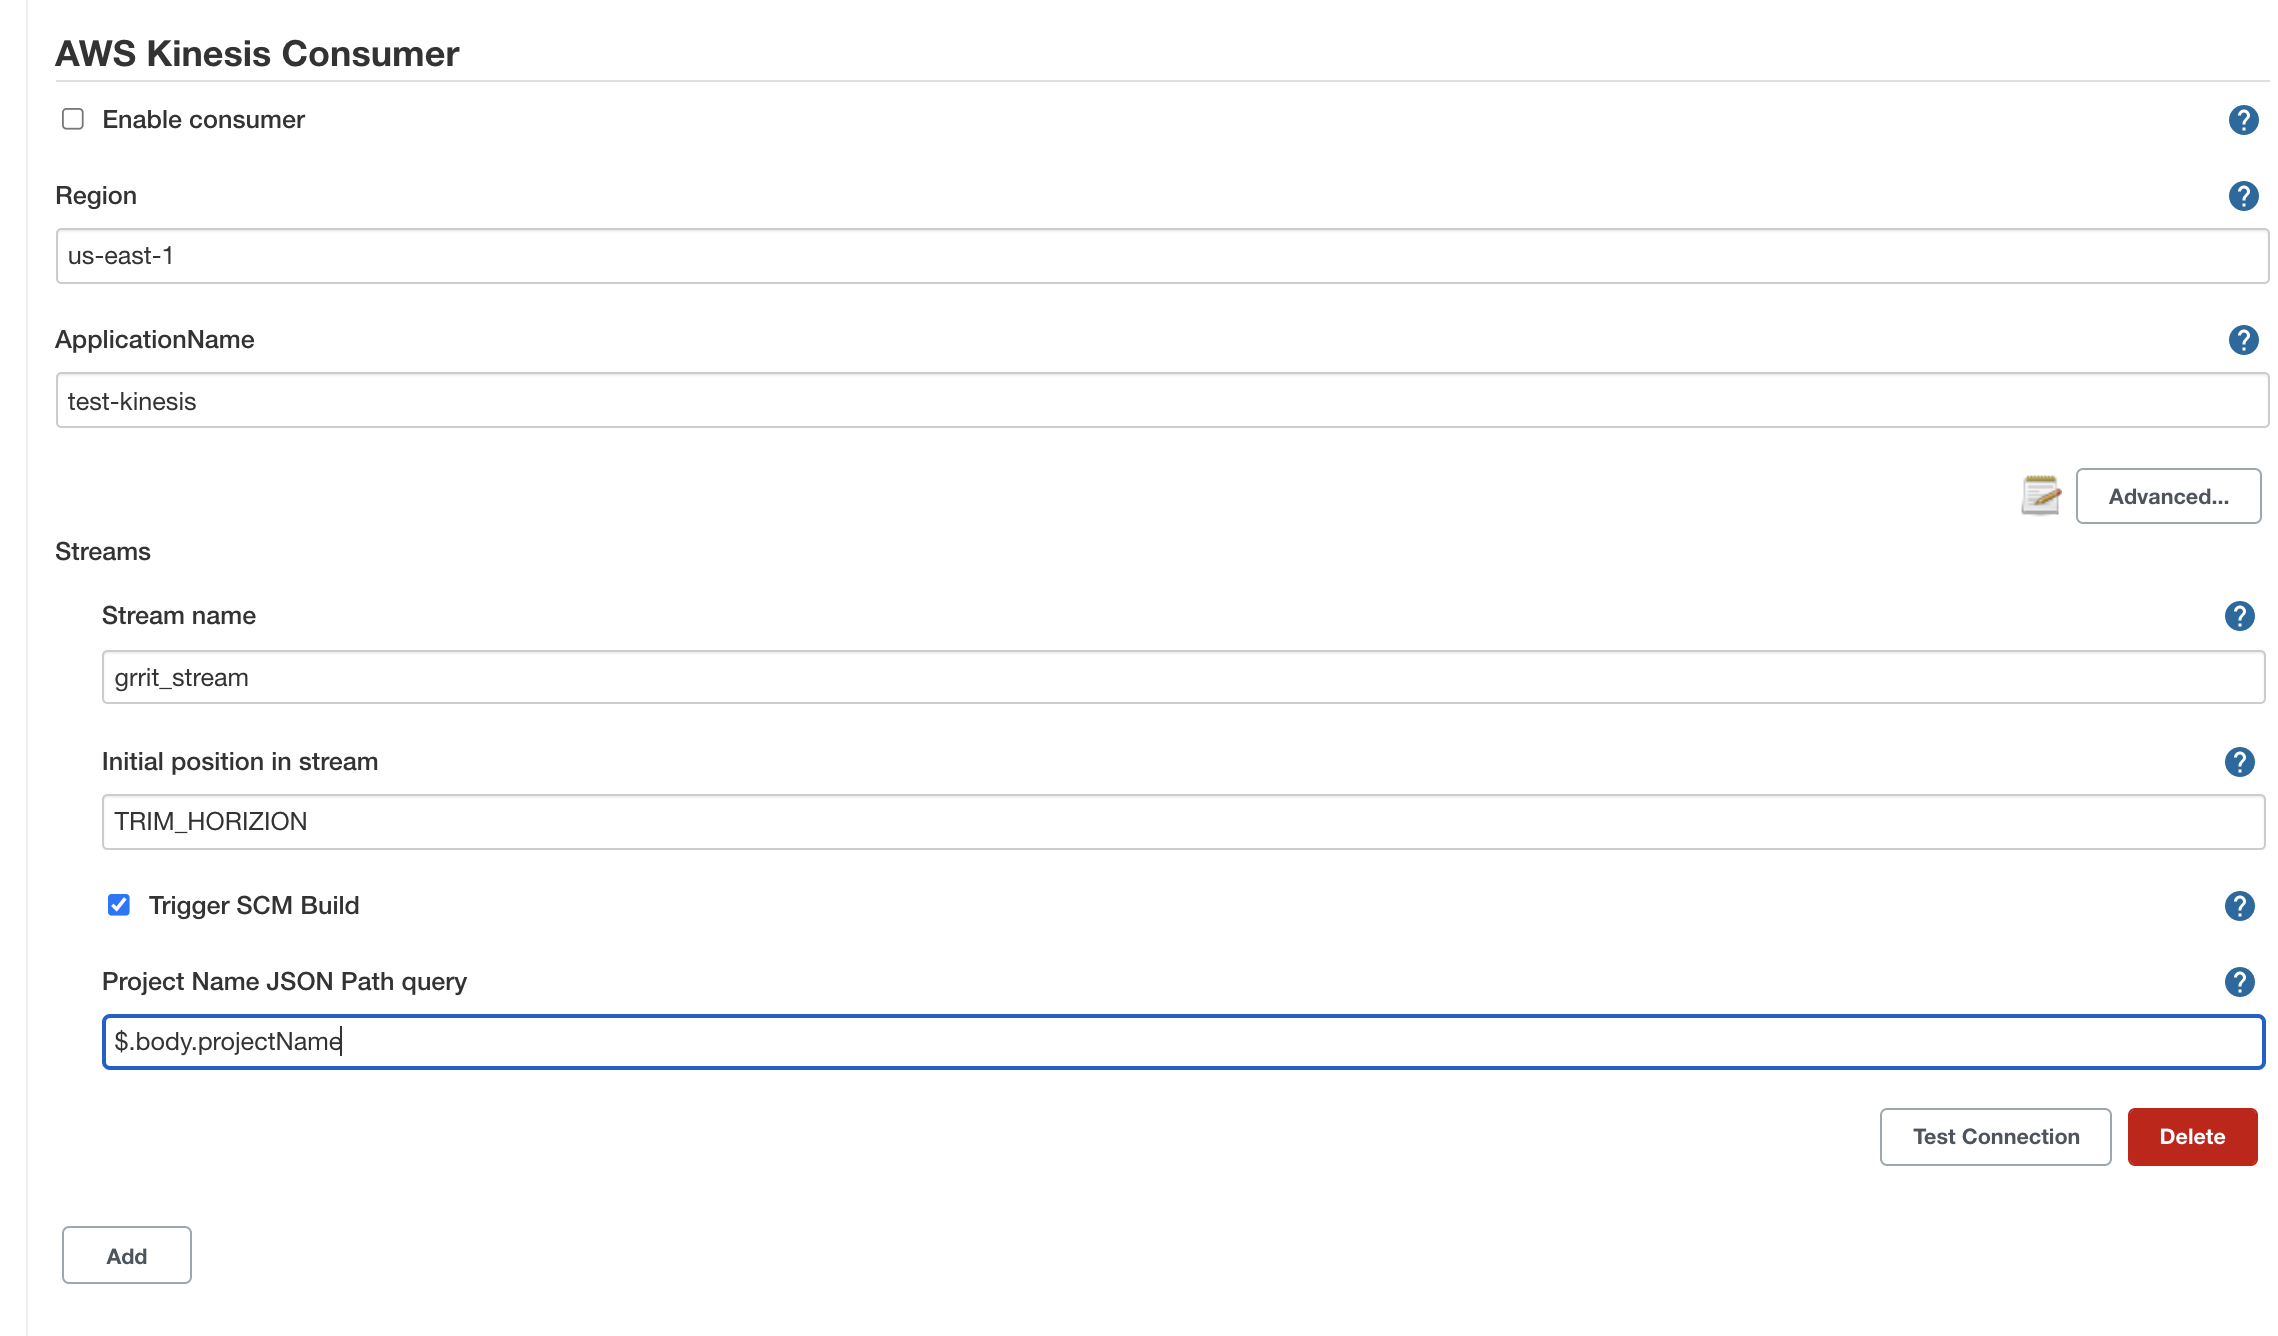 AWS Kinesis Consumer
Enable consumer
?
Region
?
us-east-1
ApplicationName
?
test-kinesis
Advanced...
Streams
Stream name
?
grrit_stream
Initial position in stream
?
TRIM_HORIZION
Trigger SCM Build
?
Project Name JSON Path query
?
$.body.projectName
Test Connection
Delete
Add